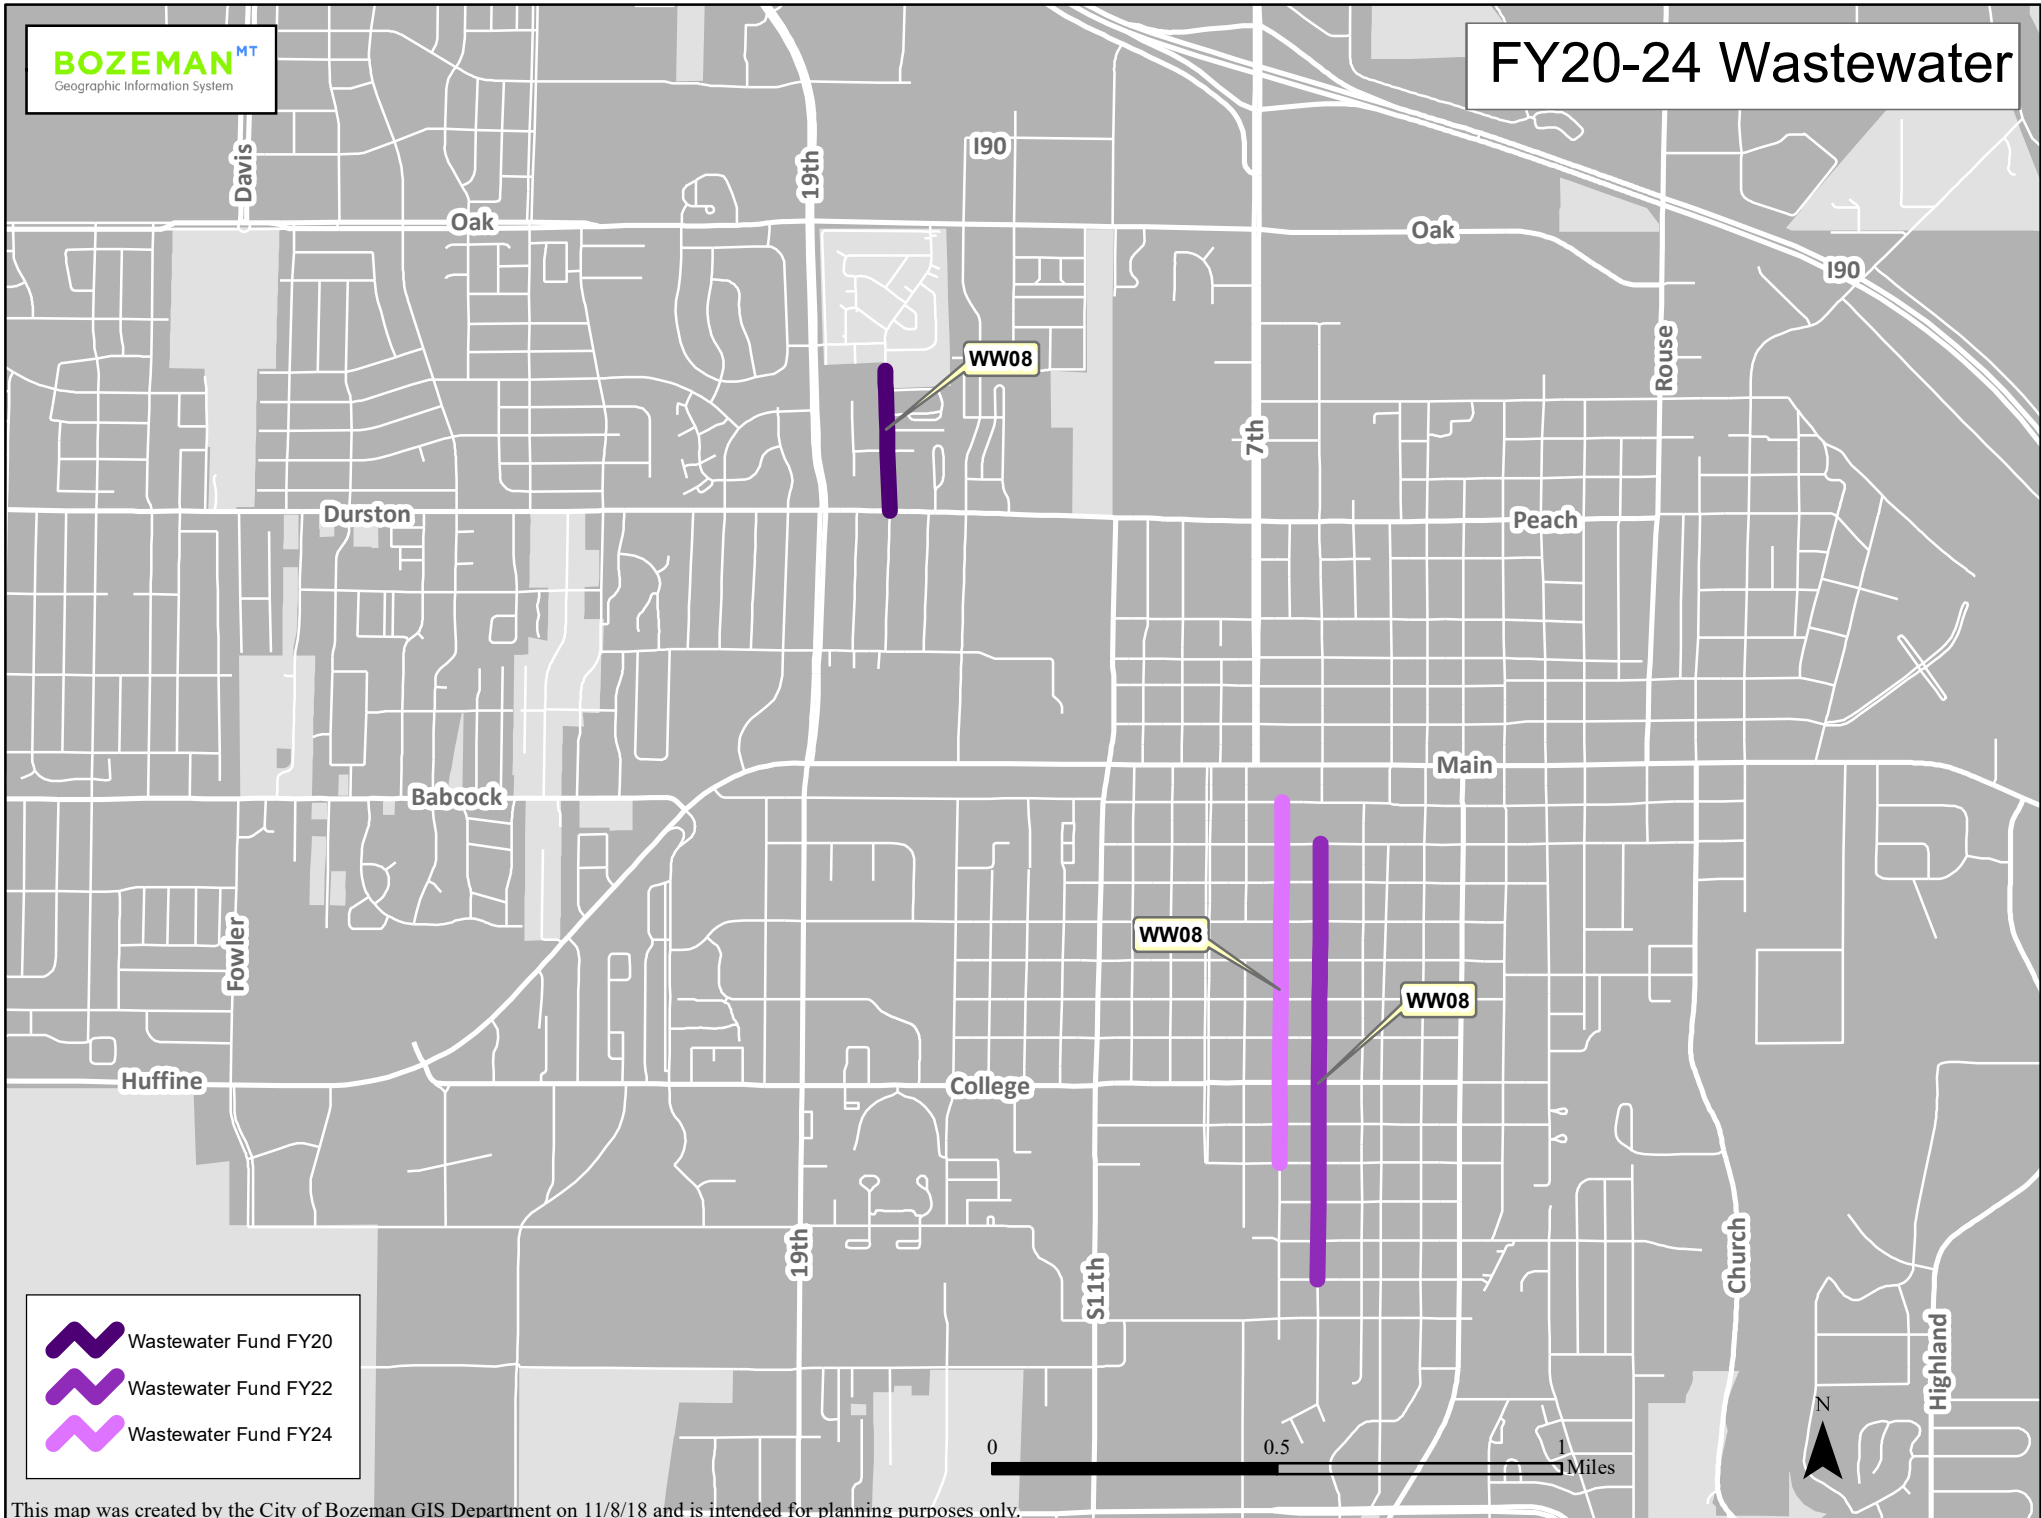 BOZEMAN MT
Geographic Information System
FY20-24 Wastewater
Davis
19th
I90
Oak
Oak
I90
Rouse
WW08
7th
Durston
Peach
Main
Babcock
WW08
Fowler
WW08
Huffine
College
19th
S11th
Church
Highland
Wastewater Fund FY20
Wastewater Fund FY22
Wastewater Fund FY24
N
0 0.5 1
Miles
This map was created by the City of Bozeman GIS Department on 11/8/18 and is intended for planning purposes only.